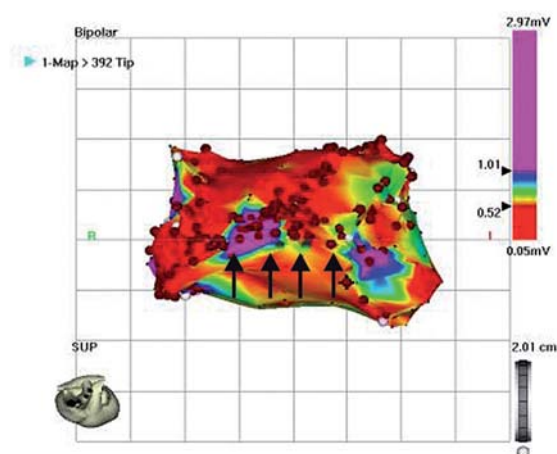 Bipolar
2.97mV
1-Map > 392 Tip
1.01
0.52
R
0.05mV
SUP
2.01 cm